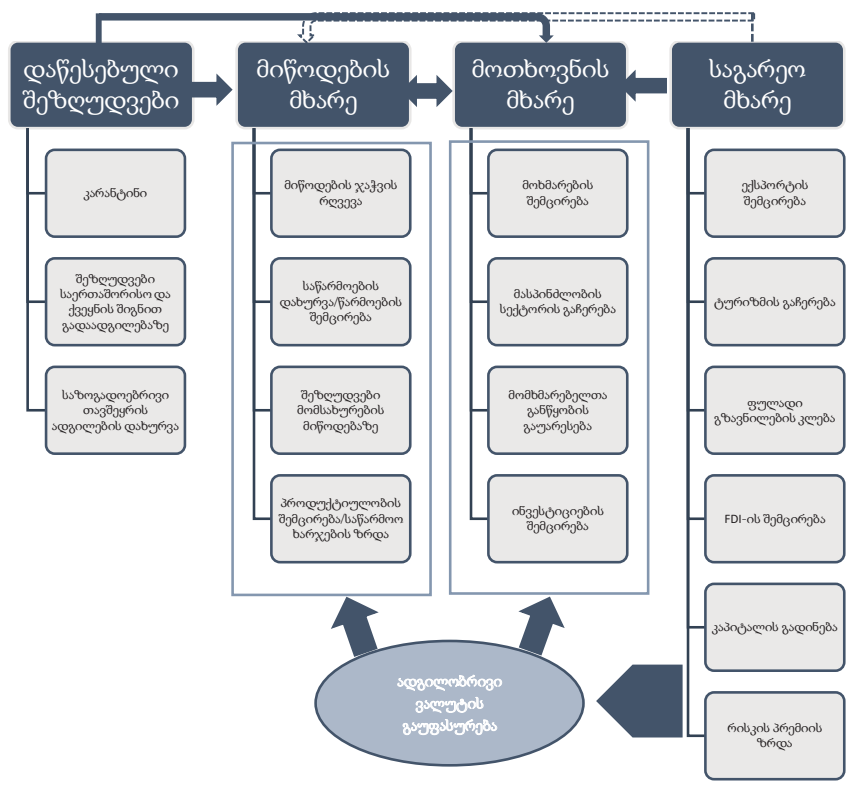 დაწესებული
შეზღუდვები
კარანტინი
შეზღუდვები
საერთაშორისო და
ქვეყნის შიგნით
გადაადგილებაზე
საზოგადოებრივი
თავშეყრის
ადგილების დახურვა
მიწოდების
მხარე
მიწოდების ჯაჭვის
რღვევა
საწარმოების
დახურვა/წარმოების
შემცირება
შეზღუდვები
მომსახურების
მიწოდებაზე
პროდუქტიულობის
შემცირება/საწარმოო
ხარჯების ზრდა
მოთხოვნის
მხარე
მოხმარების
შემცირება
მასპინძლობის
სექტორის გაჩერება
მომხმარებელთა
განწყობის
გაუარესება
ინვესტიციების
შემცირება
საგარეო
მხარე
ექსპორტის
შემცირება
ტურიზმის გაჩერება
ფულადი
გზავნილების კლება
FDI-ის შემცირება
კაპიტალის გადინება
რისკის პრემიის
ზრდა
ადგილობრივი
ვალუტის
გაუფასურება